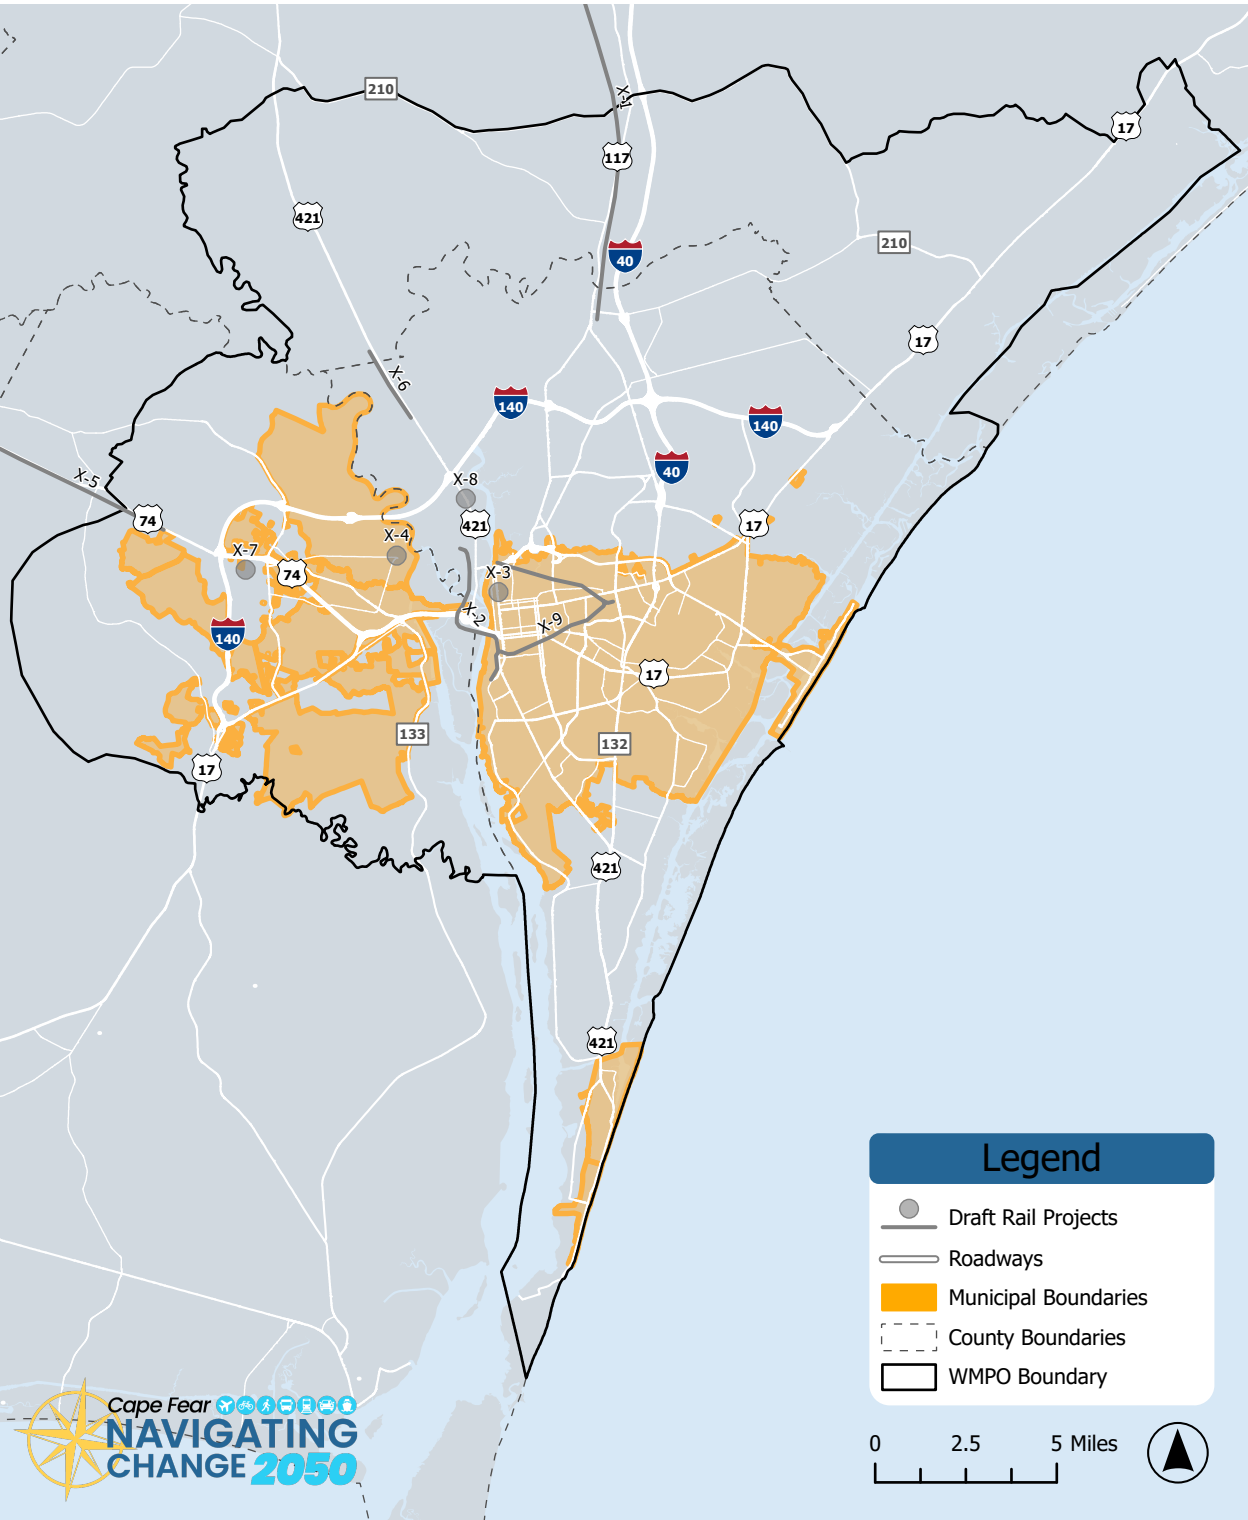 210
X-1
117
17
421
210
40
17
X-6
140
140
40
X-5
X-8
74
421
17
X-4
X-7
74
X-3
X-2
X-9
140
17
133
132
17
421
421
Legend
Draft Rail Projects
Roadways
Municipal Boundaries
County Boundaries
WMPO Boundary
Cape Fear
NAVIGATING
CHANGE 2050
0 2.5 5 Miles